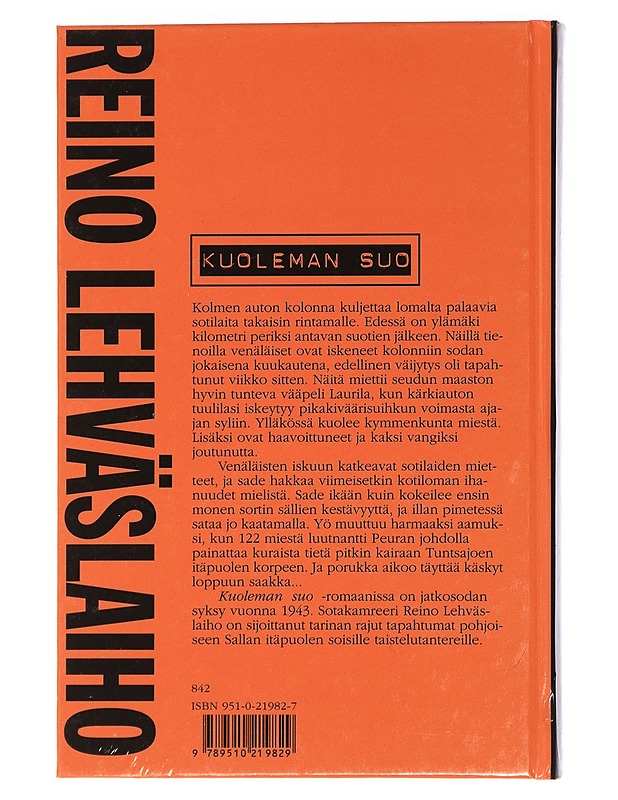 REINO LEHVÄSLAIHO
KUOLEMAN SUO
Kolmen auton kolonna kuljettaa lomalta palaavia
sotilaita takaisin rintamalle. Edessä on ylämäki
kilometri periksi antavan suotien jälkeen. Näillä tie-
noilla venäläiset ovat iskeneet kolonniin sodan
jokaisena kuukautena, edellinen väijytys oli tapah-
tunut viikko sitten. Näitä miettii seudun maaston
hyvin tunteva vääpeli Laurila, kun kärkiauton
tuulilasi iskeytyy pikakiväärisuihkun voimasta aja-
jan syliin. Ylläkössä kuolee kymmenkunta miestä.
Lisäksi ovat haavoittuneet ja kaksi vangiksi
joutunutta.
Venäläisten iskuun katkeavat sotilaiden miet-
teet, ja sade hakkaa viimeisetkin kotiloman iha-
nuudet mielistä. Sade ikään kuin kokeilee ensin
monen sortin sällien kestävyyttä, ja illan pimetessä
sataa jo kaatamalla. Yö muuttuu harmaaksi aamuk-
si, kun 122 miestä luutnantti Peuran johdolla
painattaa kuraista tietä pitkin kairaan Tuntsajoen
itäpuolen korpeen. Ja porukka aikoo täyttää käskyt
loppuun saakka...
Kuoleman suo -romaanissa on jatkosodan
syksy vuonna 1943. Sotakamreeri Reino Lehväs-
laiho on sijoittanut tarinan rajut tapahtumat pohjoi-
seen Sallan itäpuolen soisille taistelutantereille.
842
ISBN 951-0-21982-7
9 789510 219829